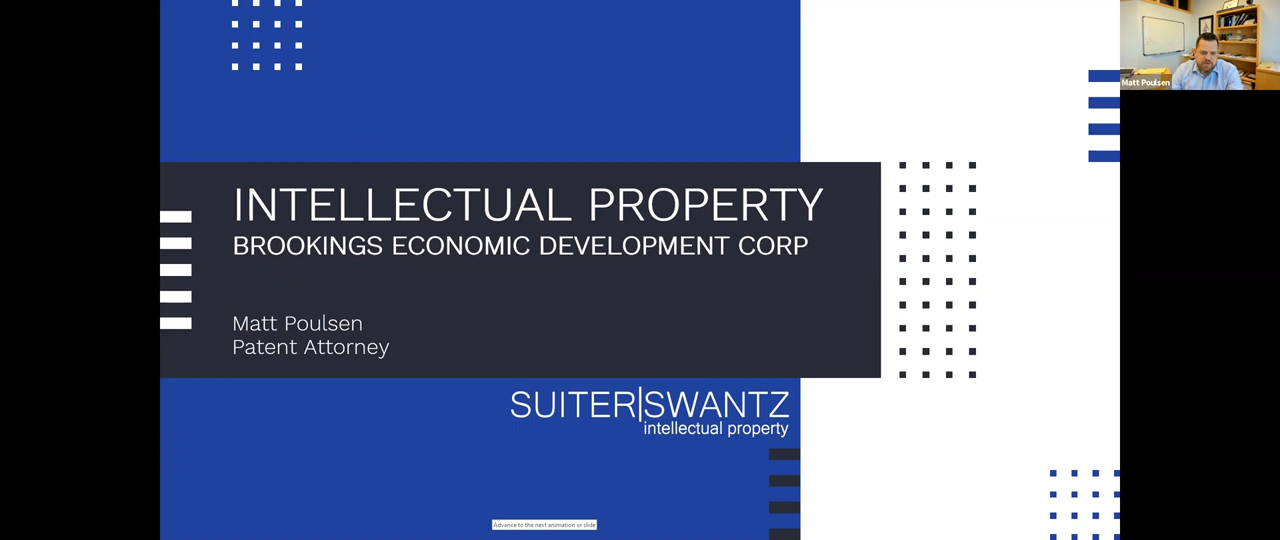 INTELLECTUAL PROPERTY
BROOKINGS ECONOMIC DEVELOPMENT CORP
Matt Poulsen
Patent Attorney
SUITER|SWANTZ
intellectual property
Advance to the next animation or slide
Matt Poulsen